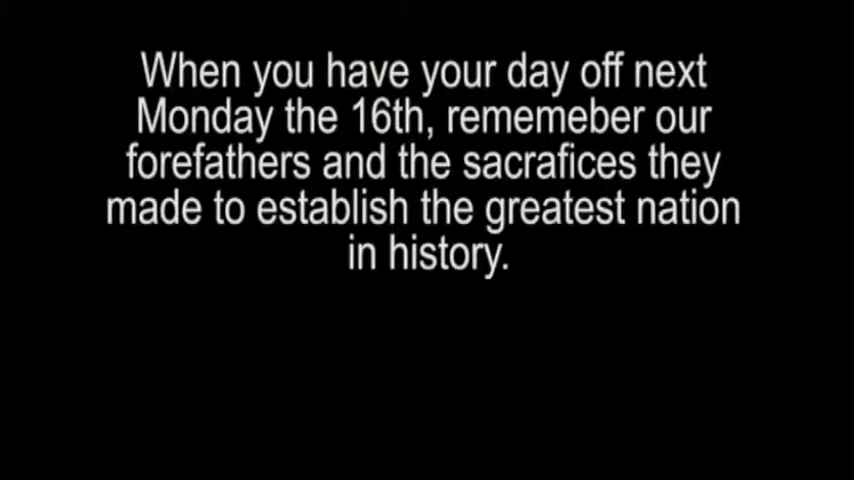 When you have your day off next
Monday the 16th, rememeber our
forefathers and the sacrafices they
made to establish the greatest nation
in history.